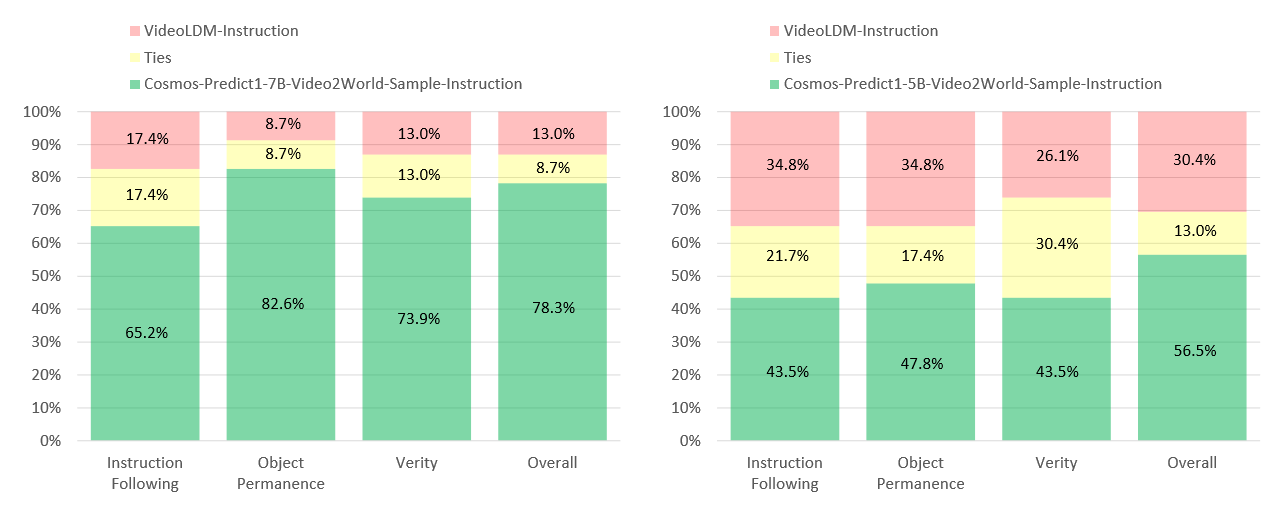 VideoLDM-Instruction
Ties
Cosmos-Predict1-7B-Video2World-Sample-Instruction
100%
90%
80%
70%
60%
50%
40%
30%
20%
10%
0%
17.4%
17.4%
65.2%
8.7%
8.7%
82.6%
13.0%
13.0%
73.9%
13.0%
8.7%
78.3%
Instruction
Following
Object
Permanence
Verity
Overall
VideoLDM-Instruction
Ties
Cosmos-Predict1-5B-Video2World-Sample-Instruction
100%
90%
80%
70%
60%
50%
40%
30%
20%
10%
0%
34.8%
21.7%
43.5%
34.8%
17.4%
47.8%
26.1%
30.4%
43.5%
30.4%
13.0%
56.5%
Instruction
Following
Object
Permanence
Verity
Overall